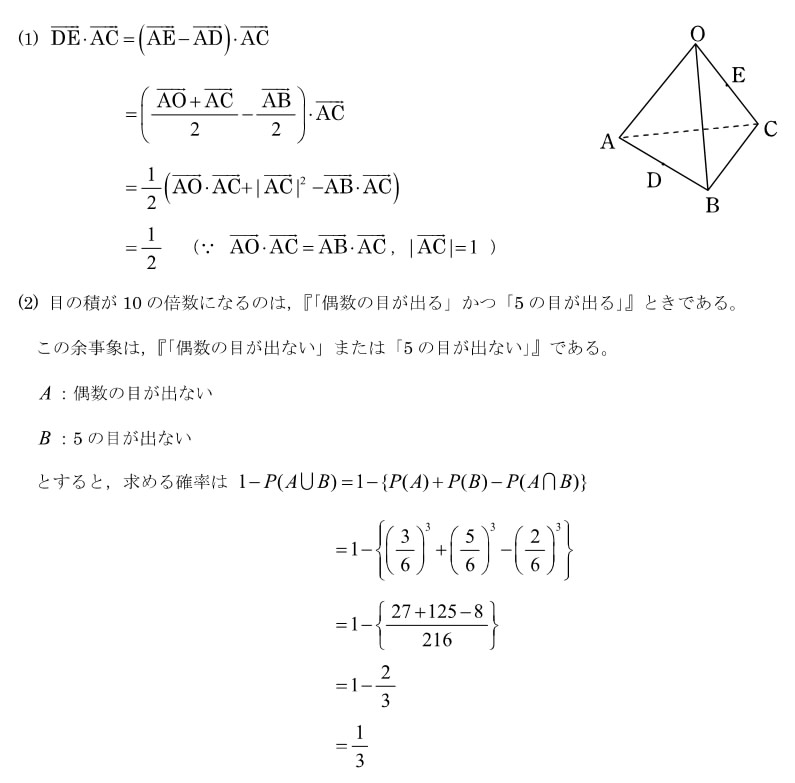 (1) $\overrightarrow{DE}\cdot\overrightarrow{AC}=\left(\overrightarrow{AE}-\overrightarrow{AD}\right)\cdot\overrightarrow{AC}$
$=\left(\frac{\overrightarrow{AO}+\overrightarrow{AC}}{2}-\frac{\overrightarrow{AB}}{2}\right)\cdot\overrightarrow{AC}$
$=\frac{1}{2}\left(\overrightarrow{AO}\cdot\overrightarrow{AC}+|\overrightarrow{AC}|^2-\overrightarrow{AB}\cdot\overrightarrow{AC}\right)$
$=\frac{1}{2}$ (∵ $\overrightarrow{AO}\cdot\overrightarrow{AC}=\overrightarrow{AB}\cdot\overrightarrow{AC}$, $|\overrightarrow{AC}|=1$ )
O
E
A
C
D
B
(2) 目の積が 10 の倍数になるのは,『「偶数の目が出る」かつ「5 の目が出る」』ときである。
この余事象は,『「偶数の目が出ない」または「5 の目が出ない」』である。
A : 偶数の目が出ない
B : 5 の目が出ない
とすると, 求める確率は $1-P(A\cup B)=1-\{P(A)+P(B)-P(A\cap B)\}$
$=1-\left\{\left(\frac{3}{6}\right)^3+\left(\frac{5}{6}\right)^3-\left(\frac{2}{6}\right)^3\right\}$
$=1-\left\{\frac{27+125-8}{216}\right\}$
$=1-\frac{2}{3}$
$=\frac{1}{3}$